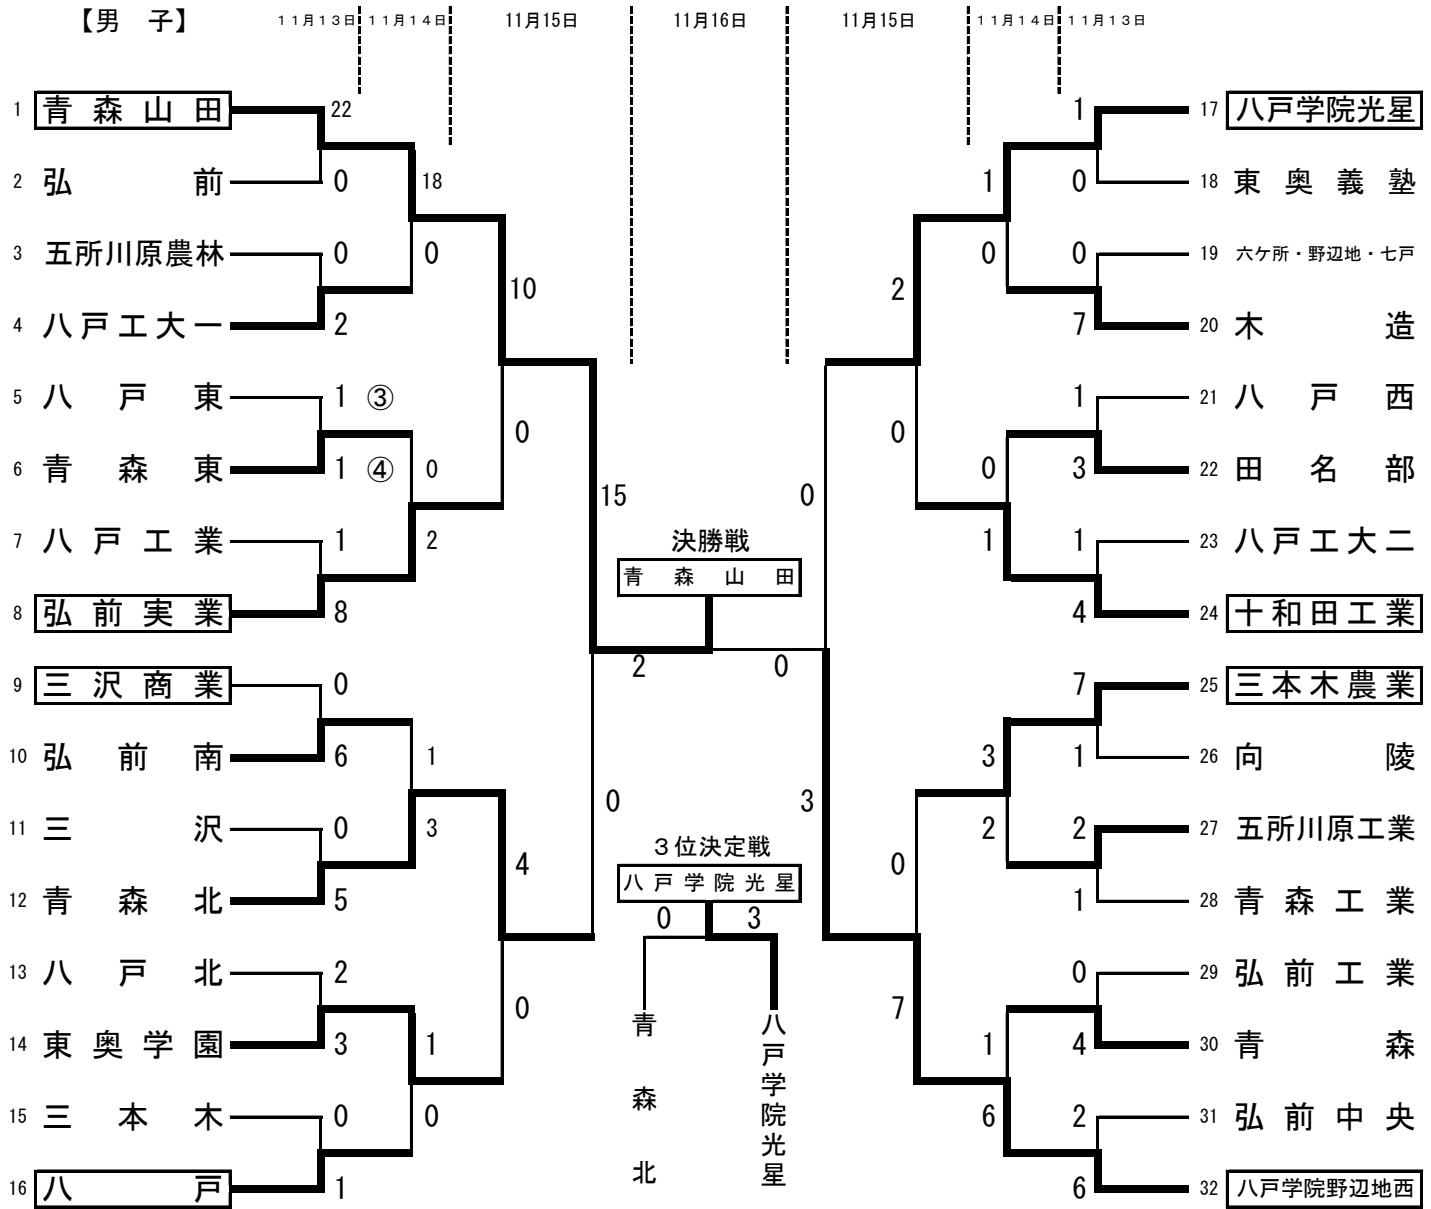 【男　子】 １１月１３日 １１月１４日 11月15日 11月16日 11月15日 １１月１４日 １１月１３日
1 青森山田 22 1 17 八戸学院光星
2 弘前 0 18 1 0 18 東奥義塾
3 五所川原農林 0 0 0 0 19 六ケ所・野辺地・七戸
10 2
4 八戸工大一 2 7 20 木造
5 八戸東 1 ③ 1 21 八戸西
0 0
6 青森東 1 ④ 0 0 3 22 田名部
15 0
7 八戸工業 1 2 決勝戦 1 1 23 八戸工大二
青森山田
8 弘前実業 8 4 24 十和田工業
2 0
9 三沢商業 0 7 25 三本木農業
10 弘前南 6 1 3 1 26 向陵
0 3
11 三沢 0 3 2 2 27 五所川原工業
３位決定戦
4 0
八戸学院光星
12 青森北 5 1 28 青森工業
0 3
13 八戸北 2 0 29 弘前工業
0 7
青森北 八戸学院光星
14 東奥学園 3 1 1 4 30 青森
15 三本木 0 0 6 2 31 弘前中央
16 八戸 1 6 32 八戸学院野辺地西